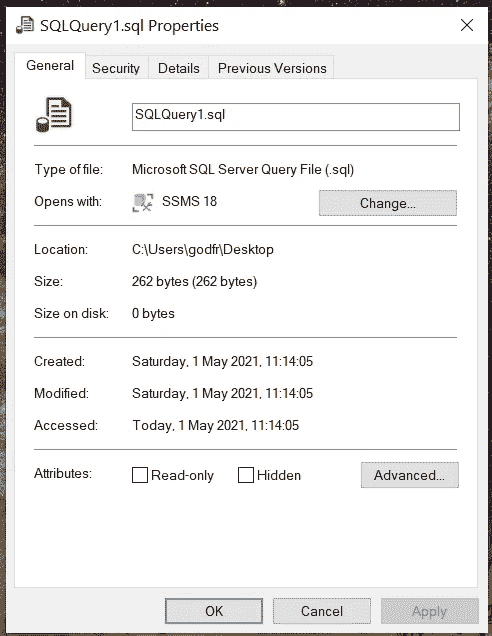 SQLQuery1.sql Properties
General Security Details Previous Versions
SQLQuery1.sql
Type of file: Microsoft SQL Server Query File (.sql)
Opens with: SSMS 18 Change...
Location: C:\Users\godfr\Desktop
Size: 262 bytes (262 bytes)
Size on disk: 0 bytes
Created: Saturday, 1 May 2021, 11:14:05
Modified: Saturday, 1 May 2021, 11:14:05
Accessed: Today, 1 May 2021, 11:14:05
Attributes: Read-only Hidden Advanced...
OK Cancel Apply